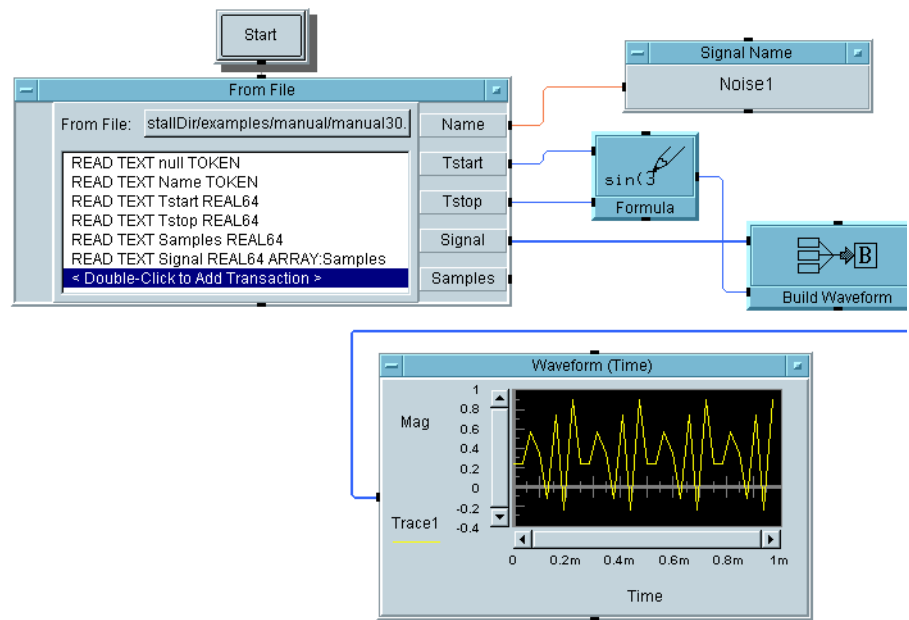 Start
From File
From File: stallDir/examples/manual/manual30.
READ TEXT null TOKEN
READ TEXT Name TOKEN
READ TEXT Tstart REAL64
READ TEXT Tstop REAL64
READ TEXT Samples REAL64
READ TEXT Signal REAL64 ARRAY:Samples
< Double-Click to Add Transaction >
Name
Tstart
Tstop
Signal
Samples
Signal Name
Noise1
sin(3
Formula
B
Build Waveform
Waveform (Time)
Mag
1
0.8
0.6
0.4
0.2
0
-0.2
-0.4
Trace1
0 0.2m 0.4m 0.6m 0.8m 1m
Time